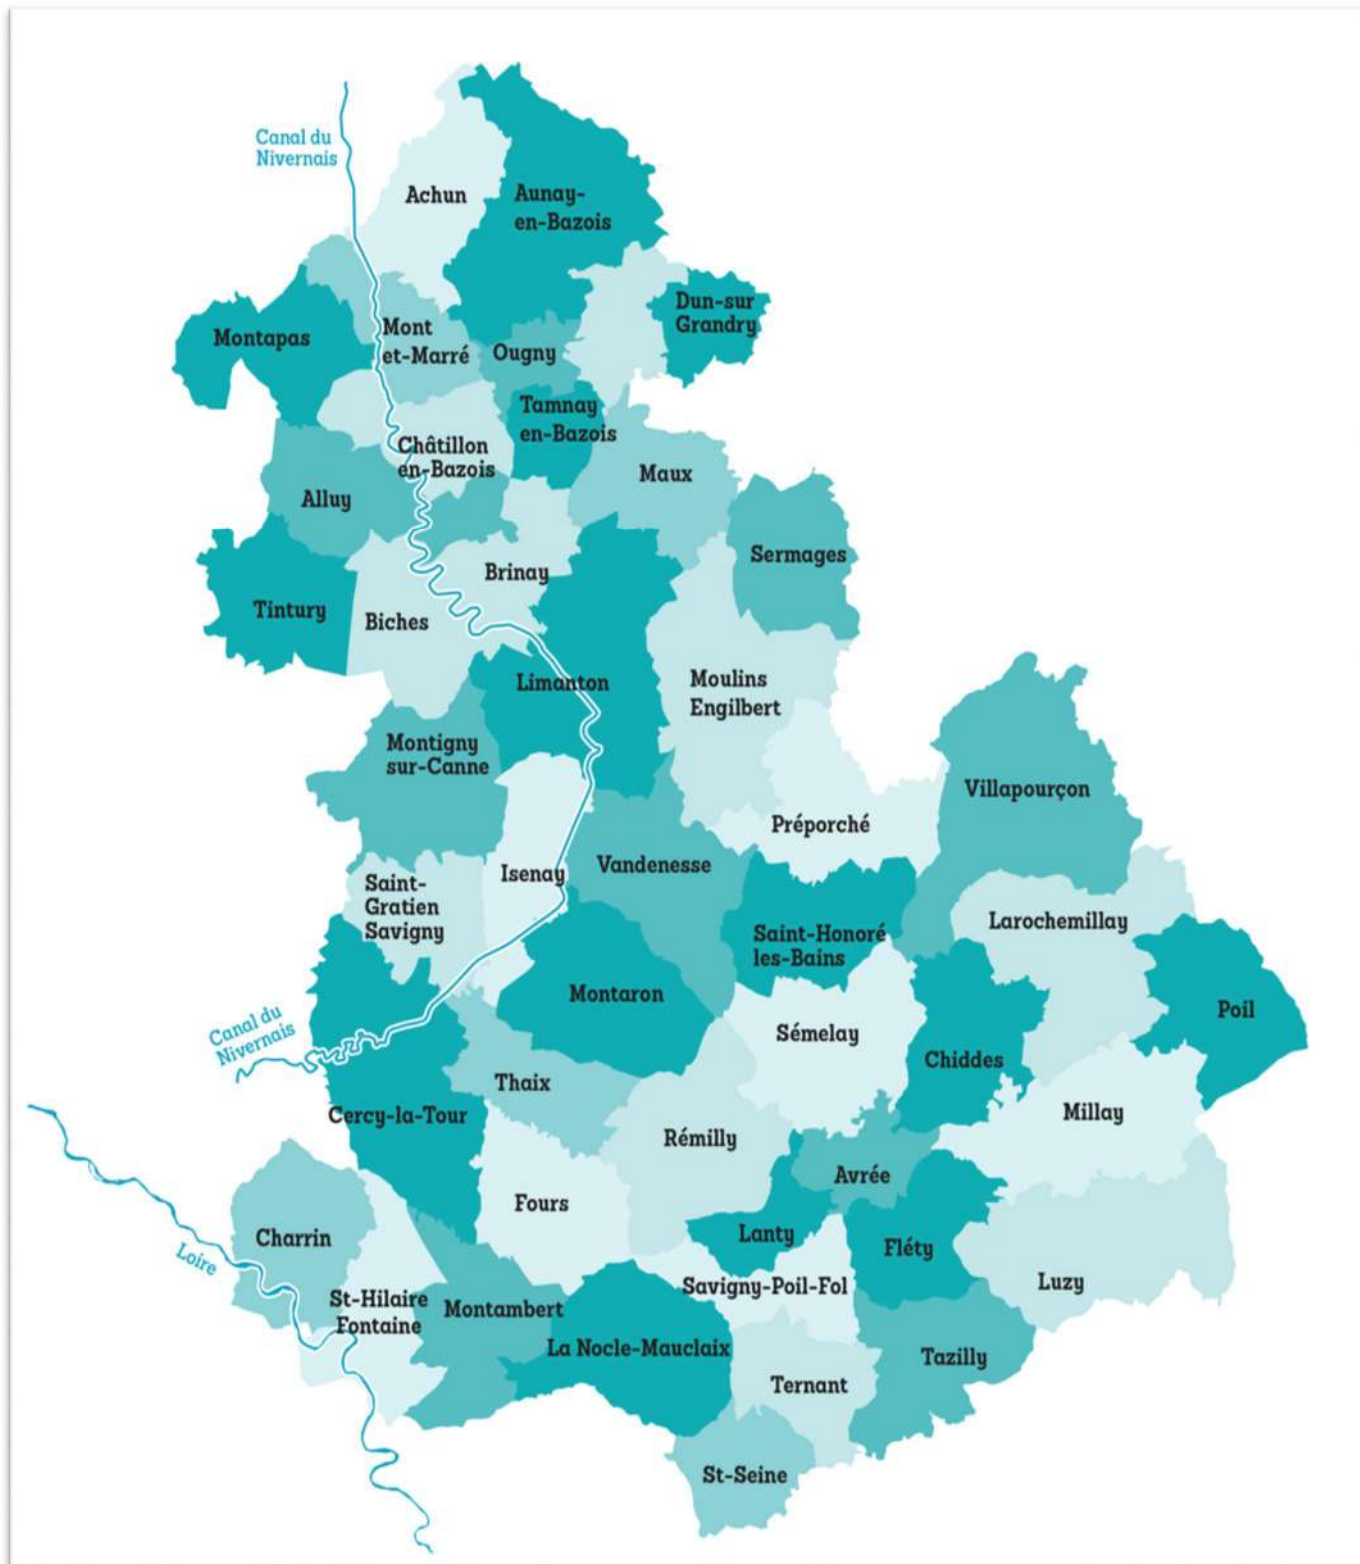 Canal du
Nivernais
Achun
Aunay-
en-Bazois
Dun-sur
Grandry
Montapas
Mont
et-Marré
Ougny
Tamnay
en-Bazois
Châtillon
en-Bazois
Maux
Alluy
Sermages
Brinay
Tintury
Biches
Limanton
Moulins
Engilbert
Montigny
sur-Canne
Villapourçon
Préporché
Isenay
Vandenesse
Saint-
Gratien
Savigny
Larochemillay
Saint-Honoré
les-Bains
Montaron
Poil
Canal du
Nivernais
Sémelay
Chiddes
Thaix
Cercy-la-Tour
Millay
Rémilly
Avrée
Fours
Charrin
Lanty
Fléty
Loire
Savigny-Poil-Fol
Luzy
St-Hilaire
Fontaine
Montambert
La Nocle-Mauclaix
Tazilly
Ternant
St-Seine